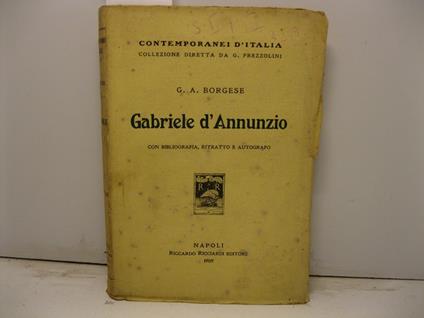 CONTEMPORANEI D'ITALIA
COLLEZIONE DIRETTA DA G. PREZZOLINI
G. A. BORGESE
Gabriele d'Annunzio
CON BIBLIOGRAFIA, RITRATTO E AUTOGRAFO
R R
NAPOLI
RICCARDO RICCIARDI EDITORE